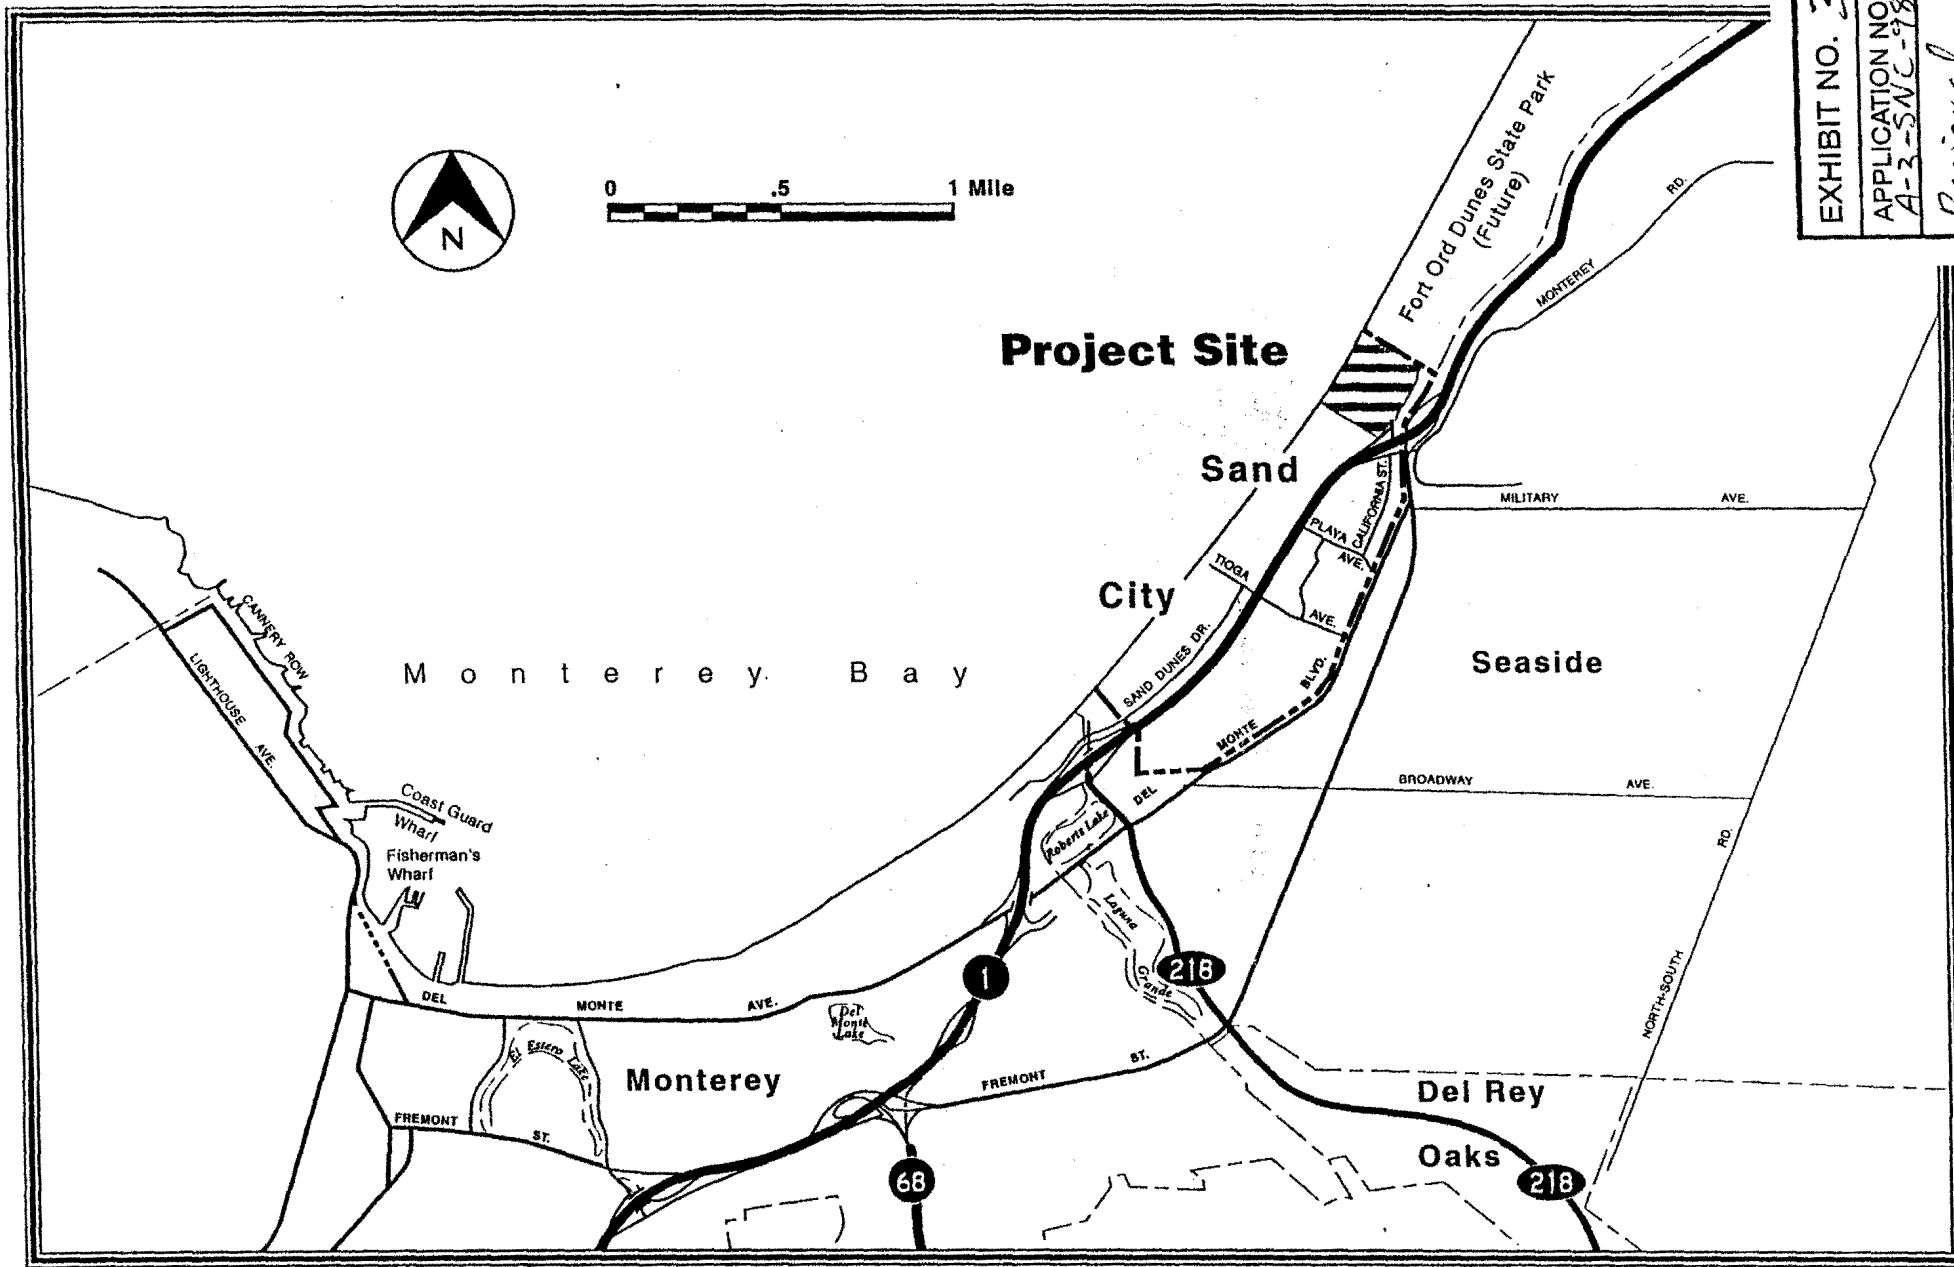 EXHIBIT NO.
APPLICATION NO
A-3-SNC-98
0 .5 1 Mile
N
Fort Ord Dunes State Park
(Future)
MONTEREY RD.
Project Site
Sand
City
CALIFORNIA ST.
MILITARY AVE.
PLAYA AVE.
TIOGA AVE.
SAND DUNES DR.
Seaside
CANNERY ROW
LIGHTHOUSE AVE.
Monterey Bay
DEL MONTE BLVD.
BROADWAY AVE.
Coast Guard
Wharf
Fisherman's
Wharf
Roberts Lake
Laguna Grande
NORTH-SOUTH RD.
1
218
DEL MONTE AVE.
Del
Monte
Lake
El Estero Lake
Monterey
FREMONT ST.
FREMONT ST.
Del Rey
Oaks
68
218